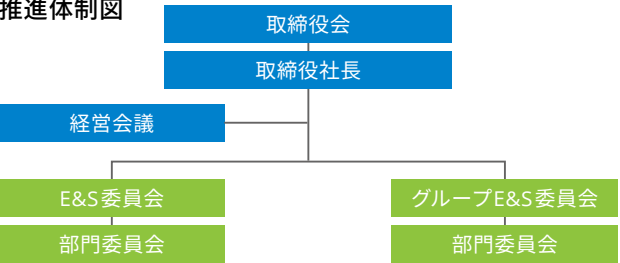 推進体制図
取締役会
取締役社長
経営会議
E&S委員会
グループE&S委員会
部門委員会
部門委員会